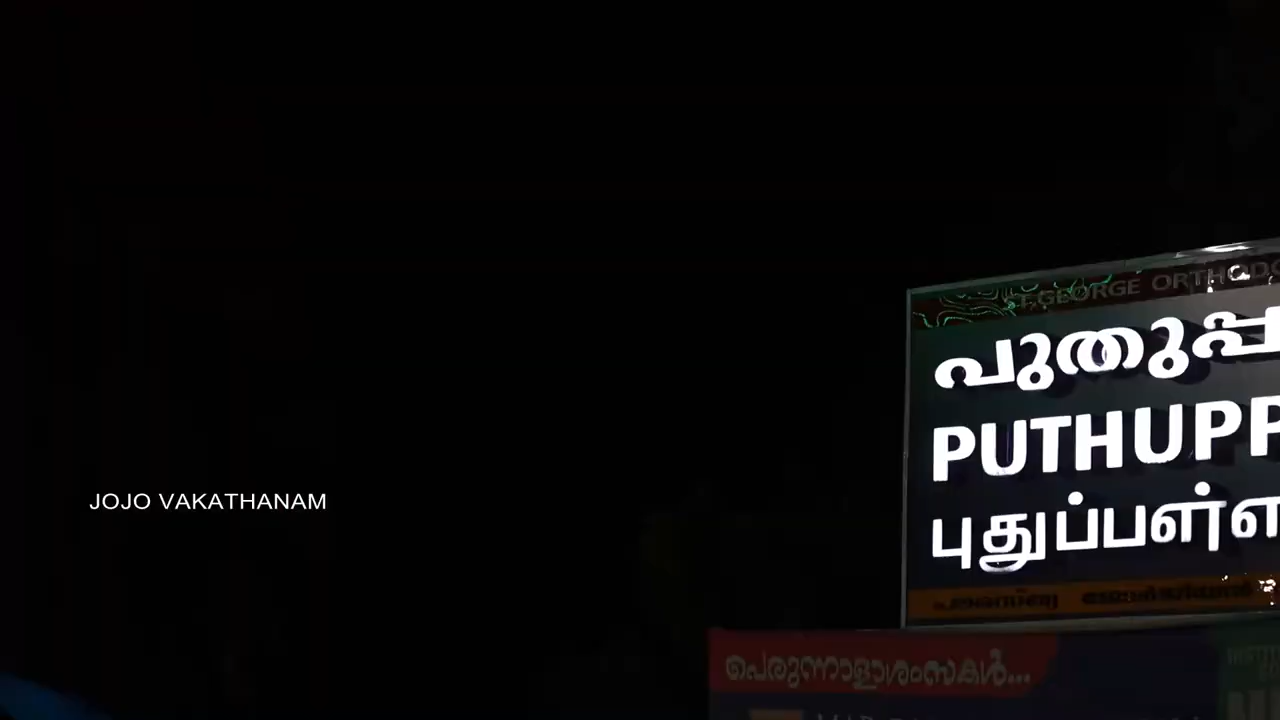 ST.GEORGE ORTHODO
പുതുപ്പ
PUTHUPP
புதுப்பள்ள
JOJO VAKATHANAM
പെരുന്നാളാശംസകൾ...